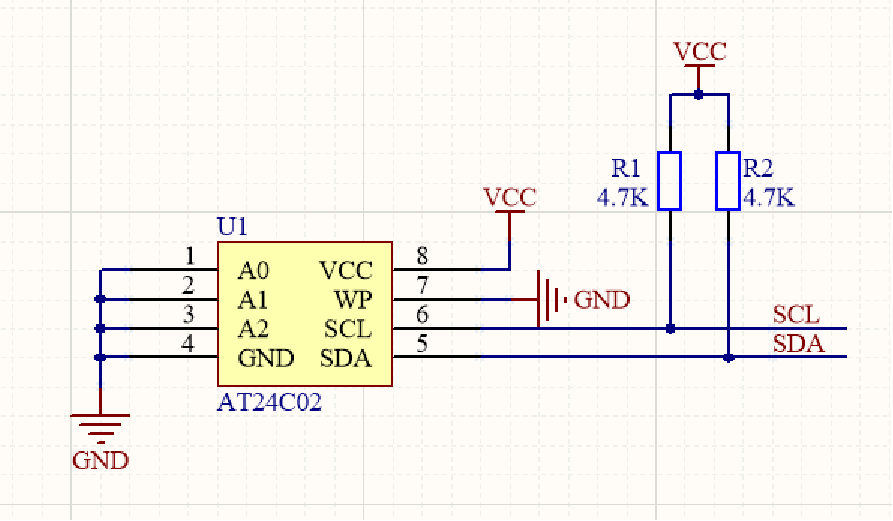 VCC
R1
R2
4.7K
4.7K
VCC
U1
1
A0
VCC
8
2
A1
WP
7
GND
3
A2
SCL
6
SCL
4
GND
SDA
5
SDA
AT24C02
GND